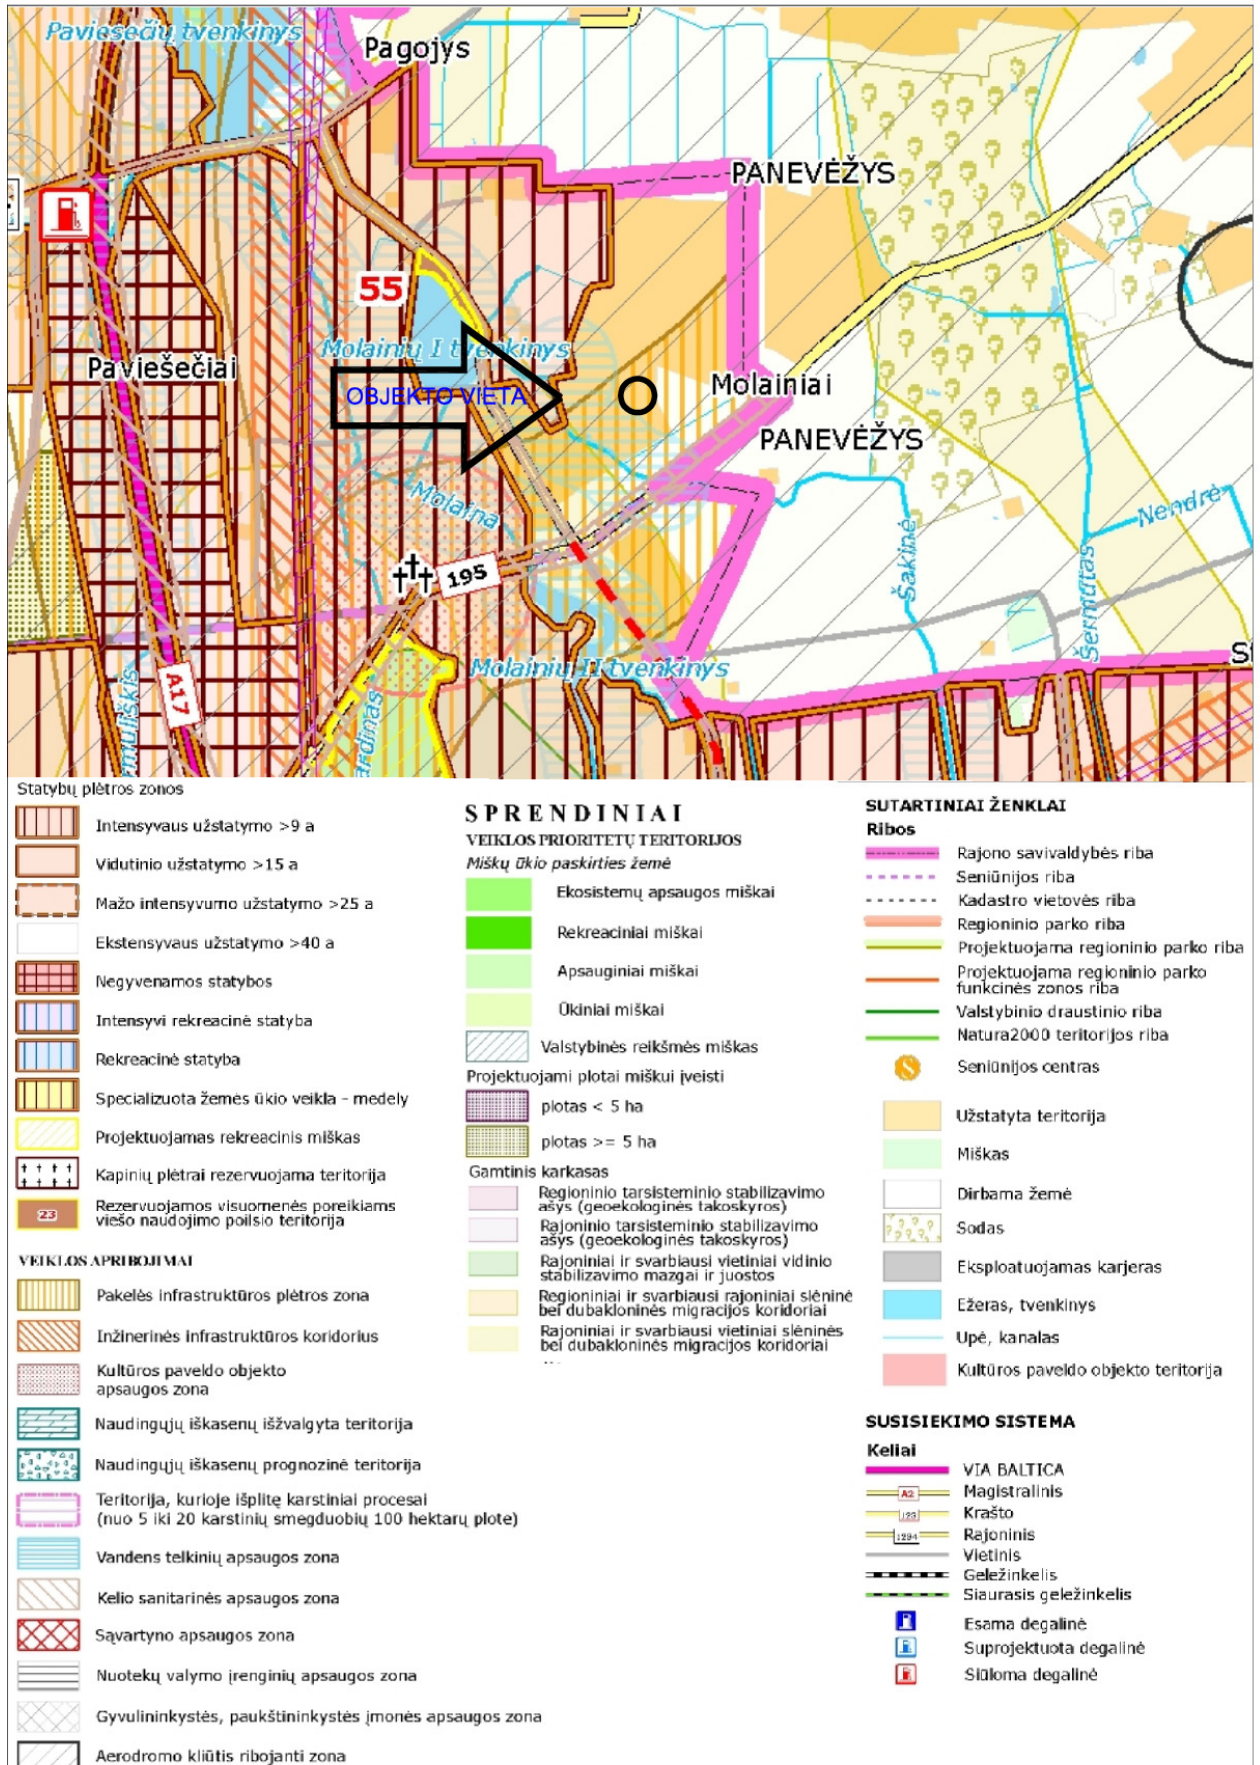 Paviesečių tvenkinys
Pagojys
PANEVĖŽYS
55
Molainių I tvenkinys
Paviešečiai
OBJEKTO VIETA
Molainiai
PANEVĖŽYS
Molaina
Nendrė
195
Šakinė
Šermutas
Molainių II tvenkinys
A17
Statybų plėtros zonos
Intensyvaus užstatymo >9 a
Vidutinio užstatymo >15 a
Mažo intensyvumo užstatymo >25 a
Ekstensyvaus užstatymo >40 a
Negyvenamos statybos
Intensyvi rekreacinė statyba
Rekreacinė statyba
Specializuota žemės ūkio veikla - medely
Projektuojamas rekreacinis miškas
Kapinių plėtrai rezervuojama teritorija
23
Rezervuojamos visuomenės poreikiams
viešo naudojimo poilsio teritorija
VEIKLOS APRIBOJIMAI
Pakelės infrastruktūros plėtros zona
Inžinerinės infrastruktūros koridorius
Kultūros paveldo objekto
apsaugos zona
Naudingųjų iškasenų išžvalgyta teritorija
Naudingųjų iškasenų prognozinė teritorija
Teritorija, kurioje išplitę karstiniai procesai
(nuo 5 iki 20 karstinių smegduobių 100 hektarų plote)
Vandens telkinių apsaugos zona
Kelio sanitarinės apsaugos zona
Sąvartyno apsaugos zona
Nuotekų valymo įrenginių apsaugos zona
Gyvulininkystės, paukštininkystės įmonės apsaugos zona
Aerodromo kliūtis ribojanti zona
SPRENDINIAI
VEIKLOS PRIORITETŲ TERITORIJOS
Miškų ūkio paskirties žemė
Ekosistemų apsaugos miškai
Rekreaciniai miškai
Apsauginiai miškai
Ūkiniai miškai
Valstybinės reikšmės miškas
Projektuojami plotai miškui įveisti
plotas < 5 ha
plotas >= 5 ha
Gamtinis karkasas
Regioninio tarsisteminio stabilizavimo
ašys (geoekologinės takoskyros)
Rajoninio tarsisteminio stabilizavimo
ašys (geoekologinės takoskyros)
Rajoniniai ir svarbiausi vietiniai vidinio
stabilizavimo mazgai ir juostos
Regioniniai ir svarbiausi rajoniniai slėninė
bei dubakloninės migracijos koridoriai
Rajoniniai ir svarbiausi vietiniai slėninės
bei dubakloninės migracijos koridoriai
SUTARTINIAI ŽENKLAI
Ribos
Rajono savivaldybės riba
Seniūnijos riba
Kadastro vietovės riba
Regioninio parko riba
Projektuojama regioninio parko riba
Projektuojama regioninio parko
funkcinės zonos riba
Valstybinio draustinio riba
Natura2000 teritorijos riba
S
Seniūnijos centras
Užstatyta teritorija
Miškas
Dirbama žemė
Sodas
Eksploatuojamas karjeras
Ežeras, tvenkinys
Upė, kanalas
Kultūros paveldo objekto teritorija
SUSISIEKIMO SISTEMA
Keliai
VIA BALTICA
A2
Magistralinis
123
Krašto
1294
Rajoninis
Vietinis
Geležinkelis
Siaurasis geležinkelis
Esama degalinė
Suprojektuota degalinė
Siūloma degalinė